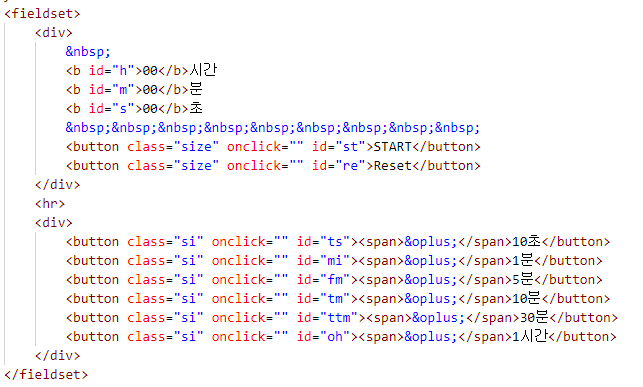 <fieldset>
    <div>
        &nbsp;
        <b id="h">00</b>시간
        <b id="m">00</b>분
        <b id="s">00</b>초
        &nbsp;&nbsp;&nbsp;&nbsp;&nbsp;&nbsp;&nbsp;&nbsp;&nbsp;
        <button class="size" onclick="" id="st">START</button>
        <button class="size" onclick="" id="re">Reset</button>
    </div>
    <hr>
    <div>
        <button class="si" onclick="" id="ts"><span>&oplus;</span>10초</button>
        <button class="si" onclick="" id="mi"><span>&oplus;</span>1분</button>
        <button class="si" onclick="" id="fm"><span>&oplus;</span>5분</button>
        <button class="si" onclick="" id="tm"><span>&oplus;</span>10분</button>
        <button class="si" onclick="" id="ttm"><span>&oplus;</span>30분</button>
        <button class="si" onclick="" id="oh"><span>&oplus;</span>1시간</button>
    </div>
</fieldset>